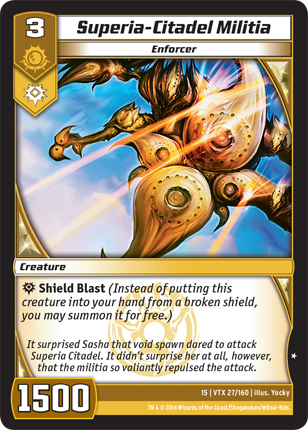 3
Superia-Citadel Militia
Enforcer
Creature
Shield Blast (Instead of putting this
creature into your hand from a broken shield,
you may summon it for free.)
It surprised Sasha that void spawn dared to attack
Superia Citadel. It didn't surprise her at all, however,
that the militia so valiantly repulsed the attack.
1500
15 | VTX 27/160 | illus. Yocky
TM & © 2014 Wizards of the Coast/Shogakukan/Mitsui-Kids.